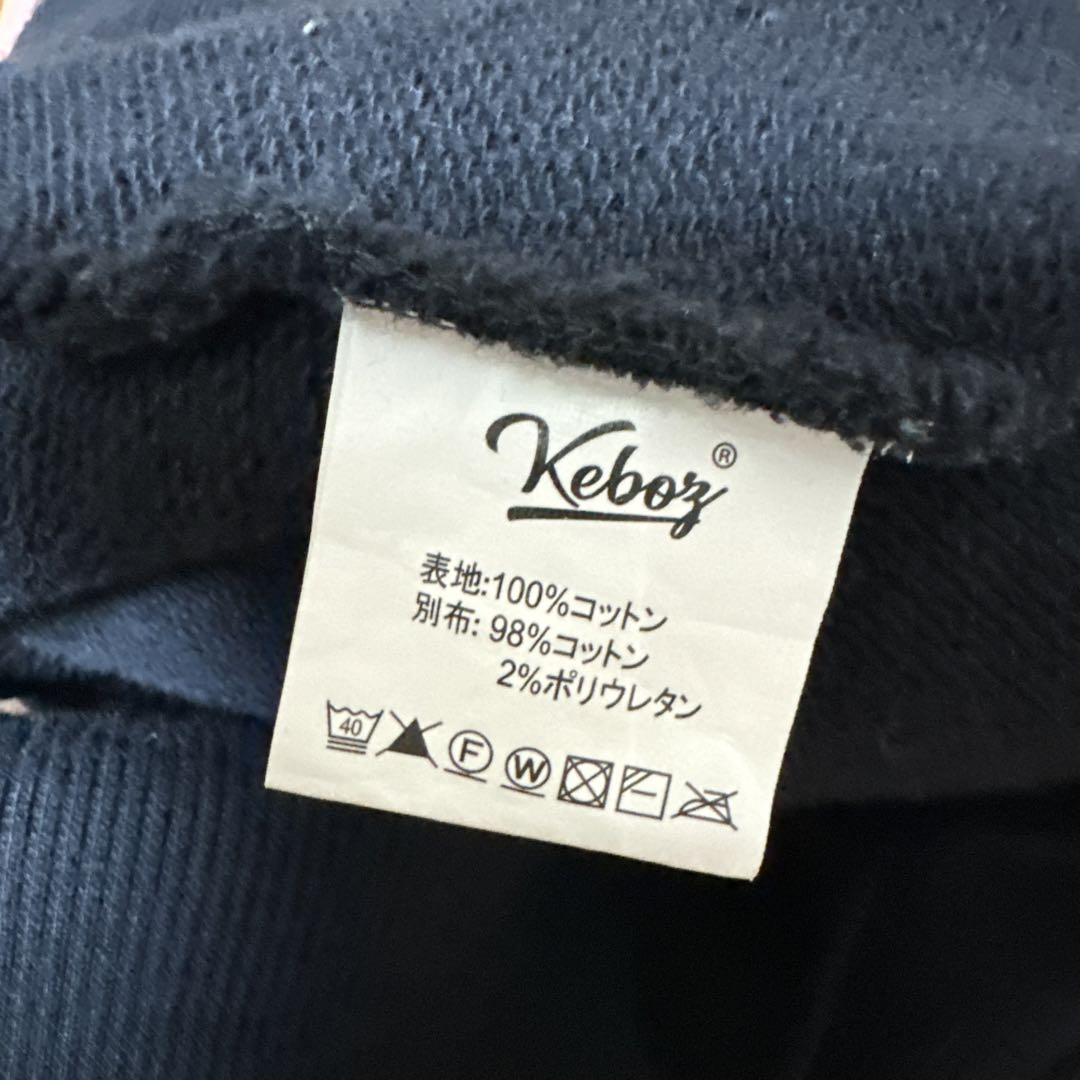 Keboz®
表地:100%コットン
別布: 98%コットン
2%ポリウレタン
40 F W